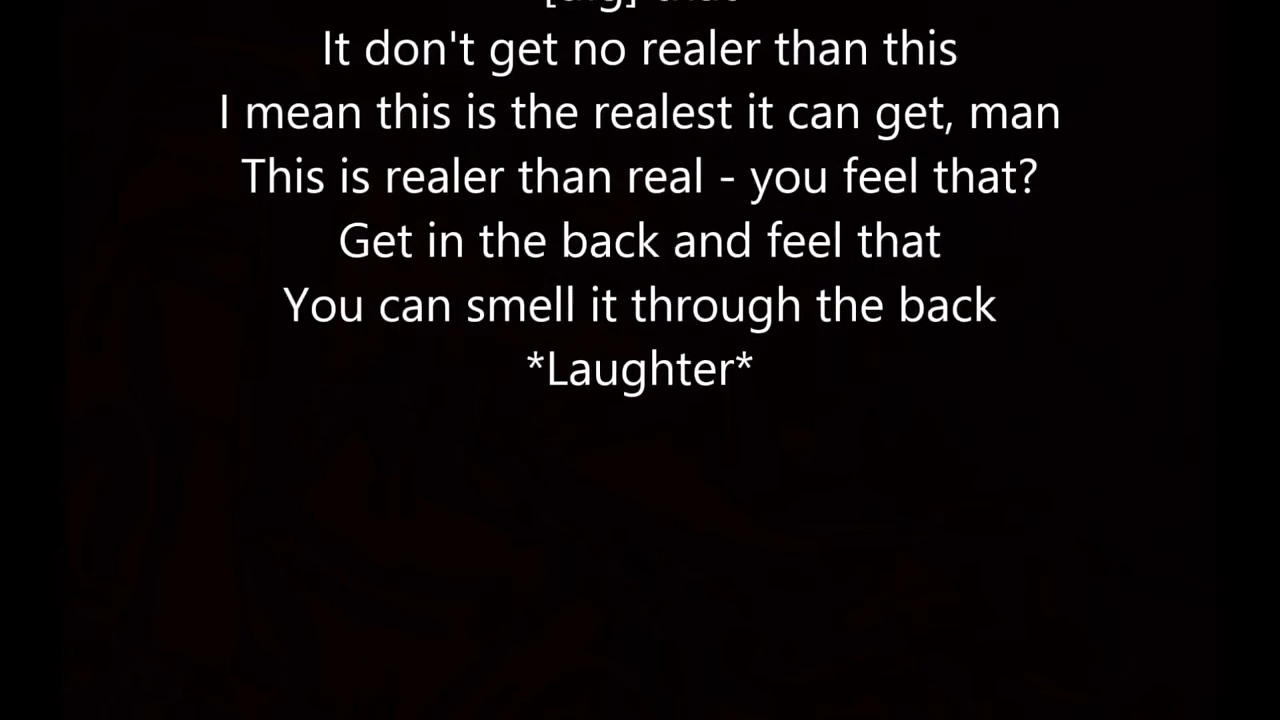 [dig] that
It don't get no realer than this
I mean this is the realest it can get, man
This is realer than real - you feel that?
Get in the back and feel that
You can smell it through the back
*Laughter*